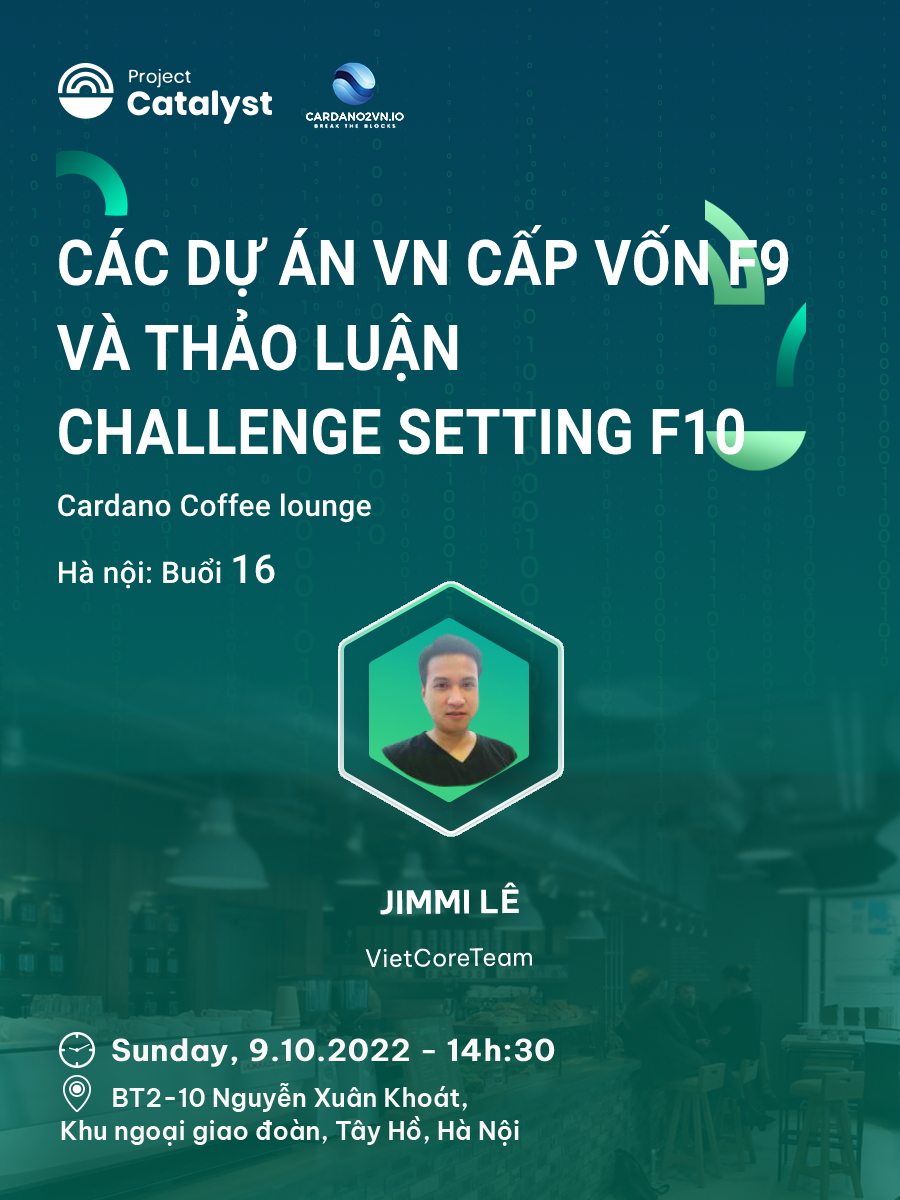 Project
Catalyst
CARDANO2VN.IO
BREAK THE BLOCKS
CÁC DỰ ÁN VN CẤP VỐN F9
VÀ THẢO LUẬN
CHALLENGE SETTING F10
Cardano Coffee lounge
Hà nội: Buổi 16
JIMMI LÊ
VietCoreTeam
Sunday, 9.10.2022 - 14h:30
BT2-10 Nguyễn Xuân Khoát,
Khu ngoại giao đoàn, Tây Hồ, Hà Nội